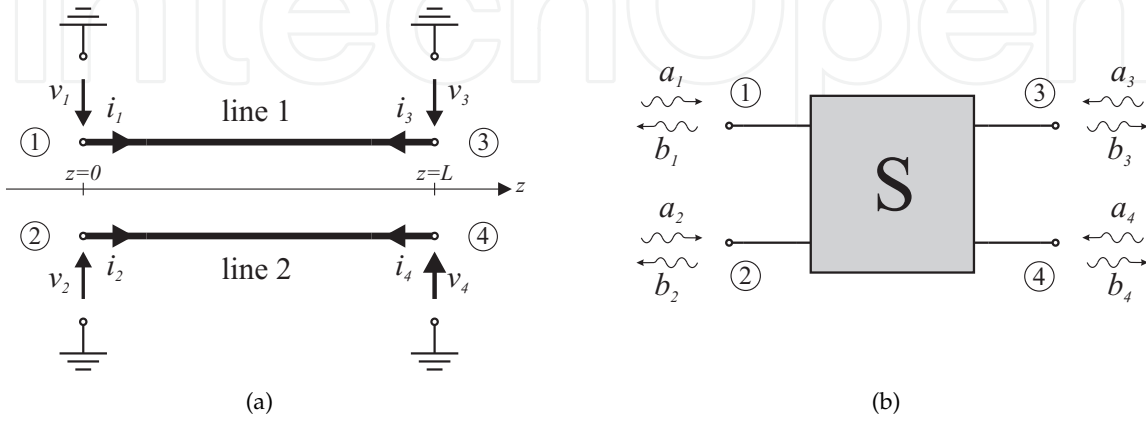 IntechOpen
v₁
i₁
line 1
i₃
v₃
①
③
z=0
z=L
z
②
④
v₂
i₂
line 2
i₄
v₄
(a)
a₁
b₁
①
③
a₃
b₃
S
a₂
b₂
②
④
a₄
b₄
(b)